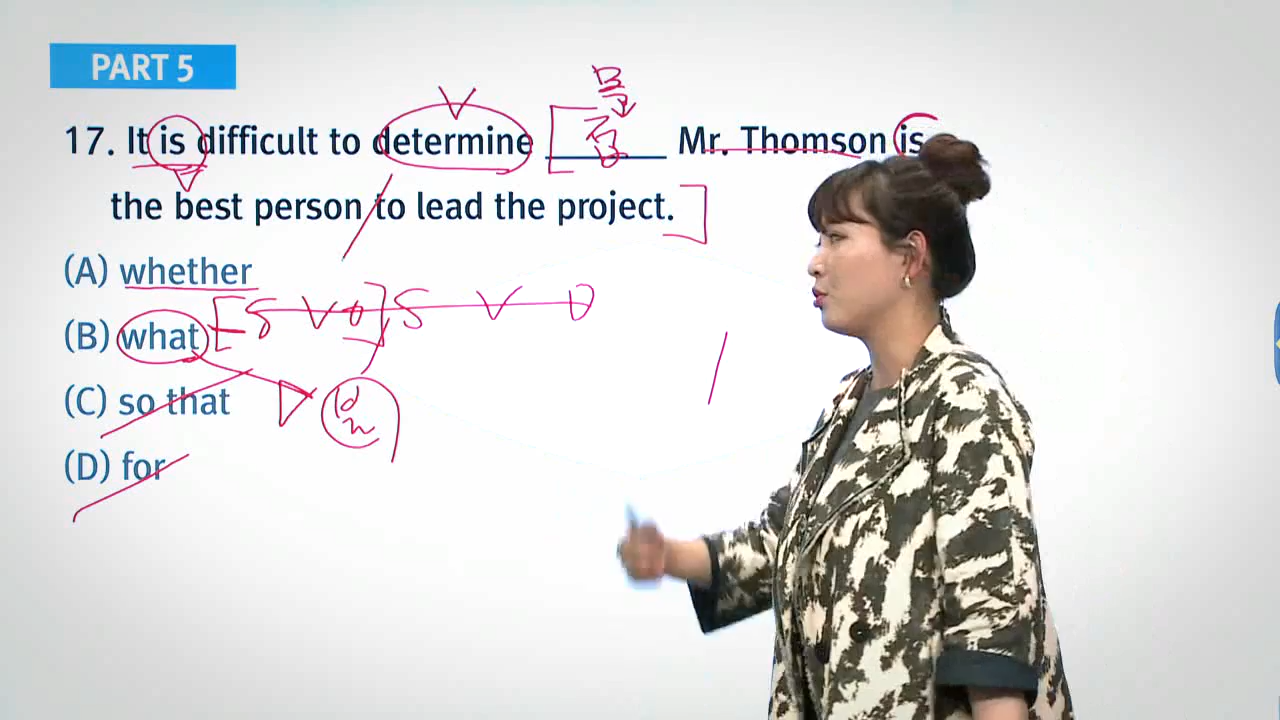 PART 5
17. It is difficult to determine ________ Mr. Thomson is
the best person to lead the project.
(A) whether
(B) what [ S V O ] S V O
(C) so that
(D) for